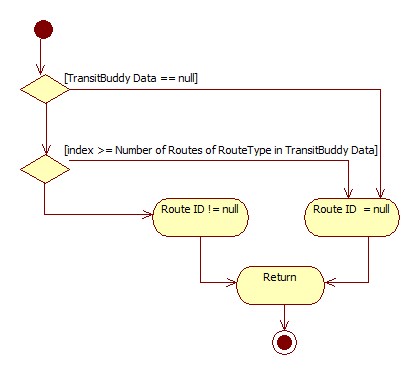 [TransitBuddy Data == null]
[index >= Number of Routes of RouteType in TransitBuddy Data]
Route ID != null
Route ID = null
Return